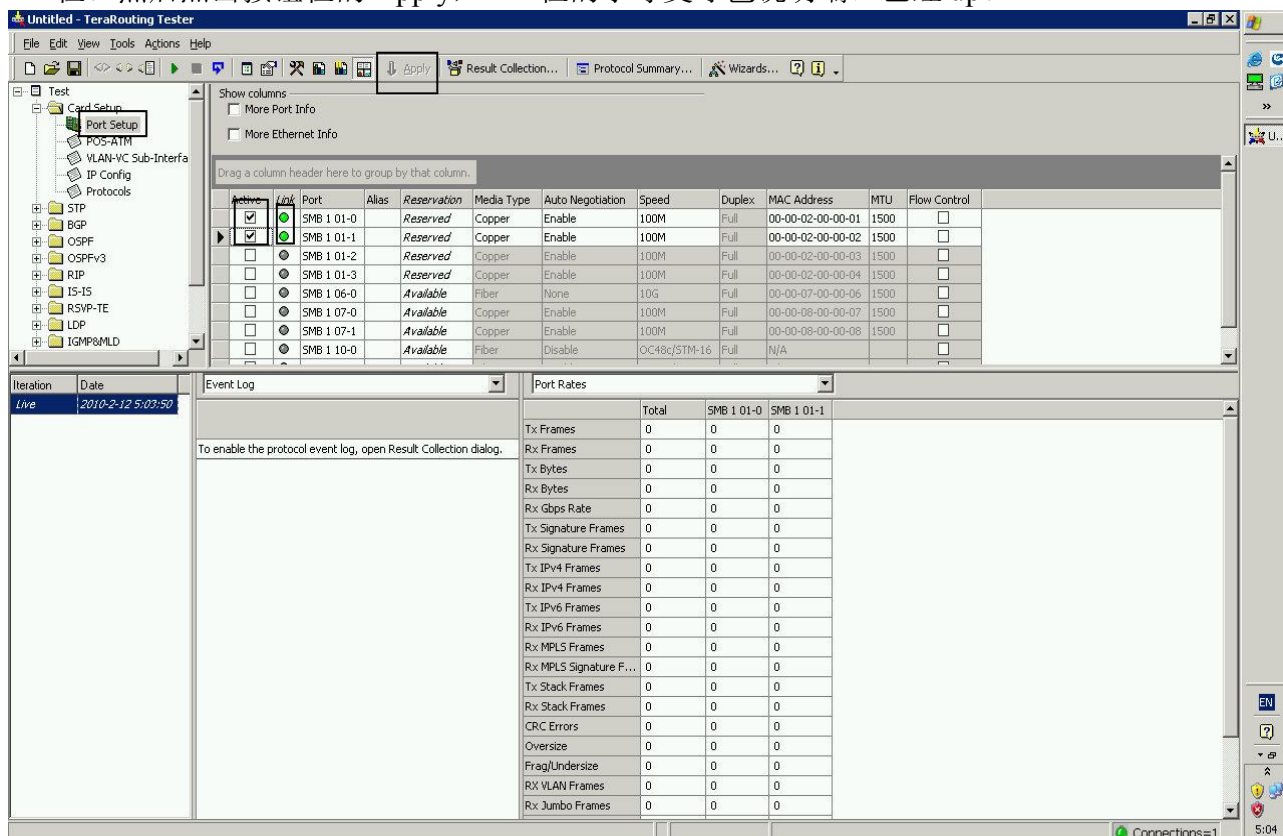 Untitled - TeraRouting Tester
File Edit View Tools Actions Help
Apply Result Collection... Protocol Summary... Wizards...
Test
Card Setup
Port Setup
POS-ATM
VLAN-VC Sub-Interfa
IP Config
Protocols
STP
BGP
OSPF
OSPFv3
RIP
IS-IS
RSVP-TE
LDP
IGMP&MLD
Show columns
More Port Info
More Ethernet Info
Drag a column header here to group by that column.
Active Link Port Alias Reservation Media Type Auto Negotiation Speed Duplex MAC Address MTU Flow Control
SMB 1 01-0 Reserved Copper Enable 100M Full 00-00-02-00-00-01 1500
SMB 1 01-1 Reserved Copper Enable 100M Full 00-00-02-00-00-02 1500
SMB 1 01-2 Reserved Copper Enable 100M Full 00-00-02-00-00-03 1500
SMB 1 01-3 Reserved Copper Enable 100M Full 00-00-02-00-00-04 1500
SMB 1 06-0 Available Fiber None 10G Full 00-00-07-00-00-06 1500
SMB 1 07-0 Available Copper Enable 100M Full 00-00-08-00-00-07 1500
SMB 1 07-1 Available Copper Enable 100M Full 00-00-08-00-00-08 1500
SMB 1 10-0 Available Fiber Disable OC48c/STM-16 Full N/A
Iteration Date
Live 2010-2-12 5:03:50
Event Log
To enable the protocol event log, open Result Collection dialog.
Port Rates
Total SMB 1 01-0 SMB 1 01-1
Tx Frames 0 0 0
Rx Frames 0 0 0
Tx Bytes 0 0 0
Rx Bytes 0 0 0
Rx Gbps Rate 0 0 0
Tx Signature Frames 0 0 0
Rx Signature Frames 0 0 0
Tx IPv4 Frames 0 0 0
Rx IPv4 Frames 0 0 0
Tx IPv6 Frames 0 0 0
Rx IPv6 Frames 0 0 0
Rx MPLS Frames 0 0 0
Rx MPLS Signature F... 0 0 0
Tx Stack Frames 0 0 0
Rx Stack Frames 0 0 0
CRC Errors 0 0 0
Oversize 0 0 0
Frag/Undersize 0 0 0
RX VLAN Frames 0 0 0
Rx Jumbo Frames 0 0 0
Connections=1
U...
EN
5:04